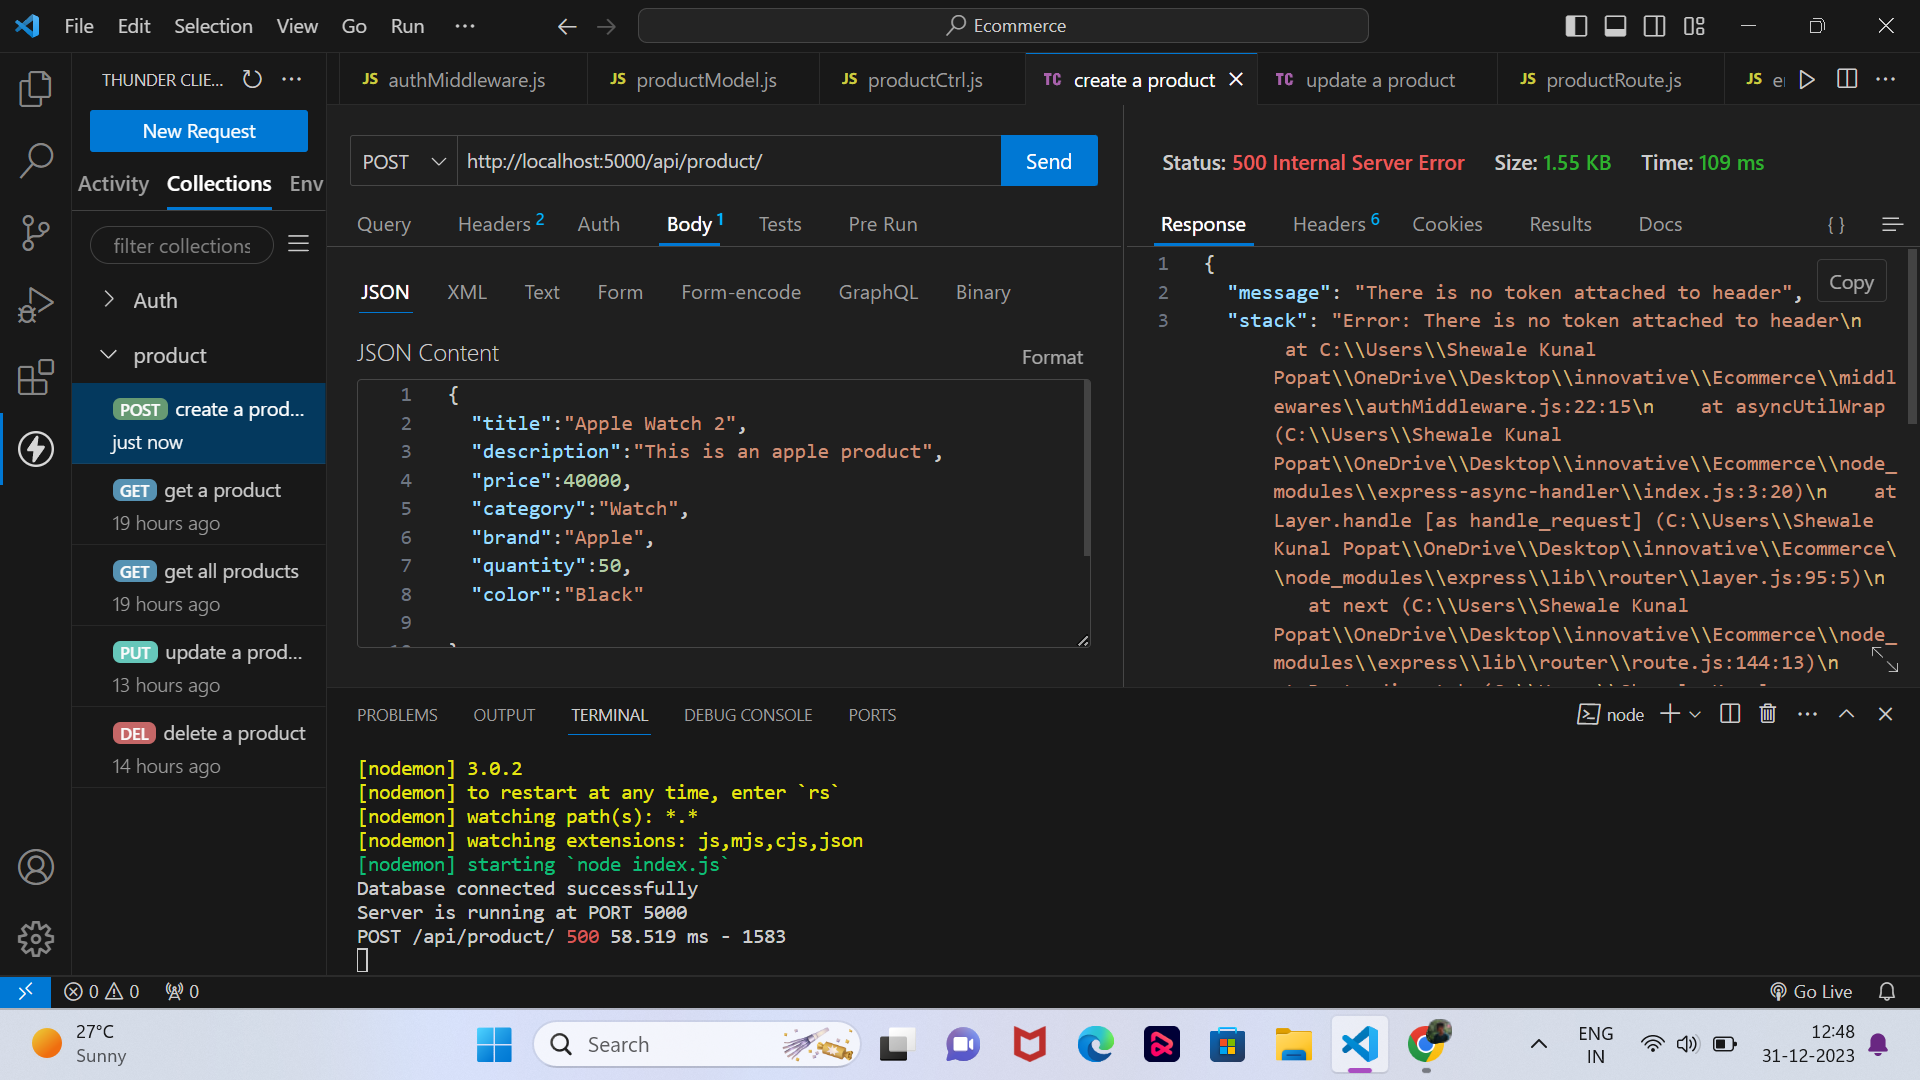 File Edit Selection View Go Run ··· Ecommerce
THUNDER CLIE...
New Request
Activity Collections Env
filter collections
Auth
product
POST create a prod...
just now
GET get a product
19 hours ago
GET get all products
19 hours ago
PUT update a prod...
13 hours ago
DEL delete a product
14 hours ago
JS authMiddleware.js JS productModel.js JS productCtrl.js TC create a product TC update a product JS productRoute.js JS
POST http://localhost:5000/api/product/ Send
Query Headers 2 Auth Body 1 Tests Pre Run
JSON XML Text Form Form-encode GraphQL Binary
JSON Content Format
1 {
2 "title":"Apple Watch 2",
3 "description":"This is an apple product",
4 "price":40000,
5 "category":"Watch",
6 "brand":"Apple",
7 "quantity":50,
8 "color":"Black"
9
Status: 500 Internal Server Error Size: 1.55 KB Time: 109 ms
Response Headers 6 Cookies Results Docs { }
Copy
1 {
2 "message": "There is no token attached to header",
3 "stack": "Error: There is no token attached to header\n
at C:\\Users\\Shewale Kunal
Popat\\OneDrive\\Desktop\\innovative\\Ecommerce\\middl
ewares\\authMiddleware.js:22:15\n at asyncUtilWrap
(C:\\Users\\Shewale Kunal
Popat\\OneDrive\\Desktop\\innovative\\Ecommerce\\node_
modules\\express-async-handler\\index.js:3:20)\n at
Layer.handle [as handle_request] (C:\\Users\\Shewale
Kunal Popat\\OneDrive\\Desktop\\innovative\\Ecommerce\
\node_modules\\express\\lib\\router\\layer.js:95:5)\n
at next (C:\\Users\\Shewale Kunal
Popat\\OneDrive\\Desktop\\innovative\\Ecommerce\\node_
modules\\express\\lib\\router\\route.js:144:13)\n
PROBLEMS OUTPUT TERMINAL DEBUG CONSOLE PORTS node
[nodemon] 3.0.2
[nodemon] to restart at any time, enter `rs`
[nodemon] watching path(s): *.*
[nodemon] watching extensions: js,mjs,cjs,json
[nodemon] starting `node index.js`
Database connected successfully
Server is running at PORT 5000
POST /api/product/ 500 58.519 ms - 1583
0 0 0 Go Live
27°C
Sunny
Search
ENG
IN
12:48
31-12-2023